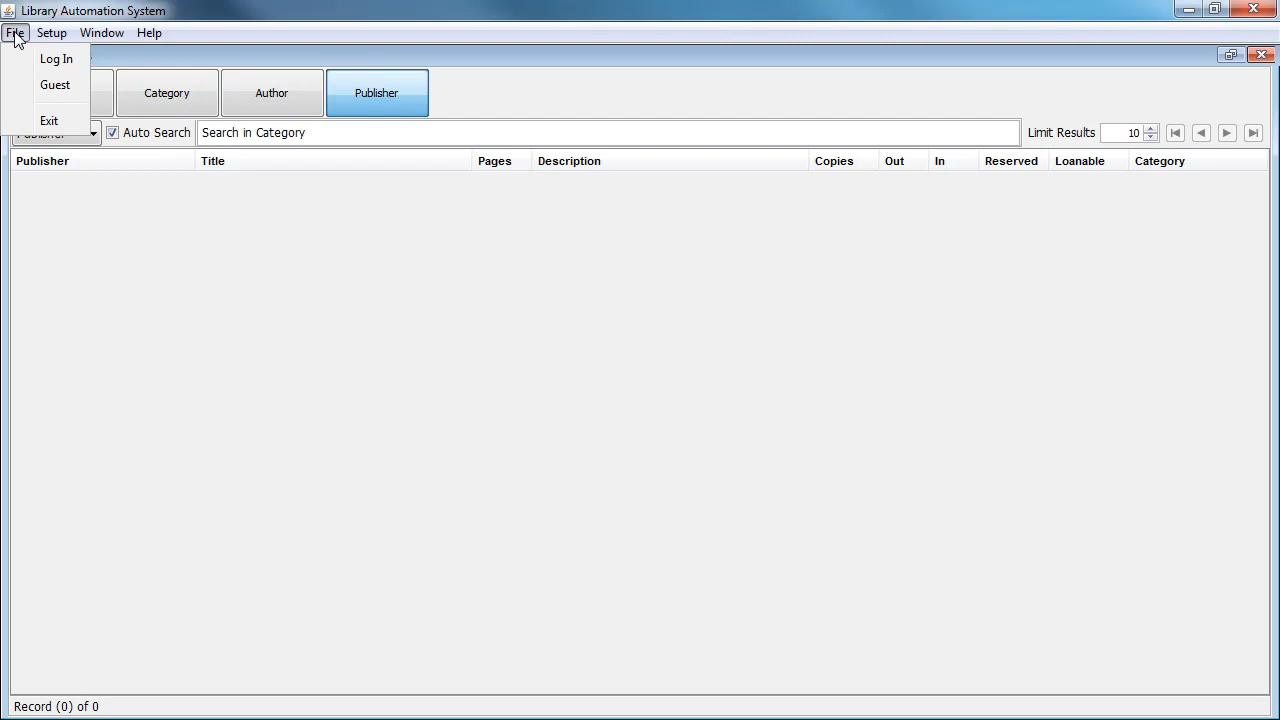 Library Automation System
File Setup Window Help
Log In
Guest
Exit
Category Author Publisher
Publisher Auto Search Search in Category Limit Results 10
Publisher Title Pages Description Copies Out In Reserved Loanable Category
Record (0) of 0